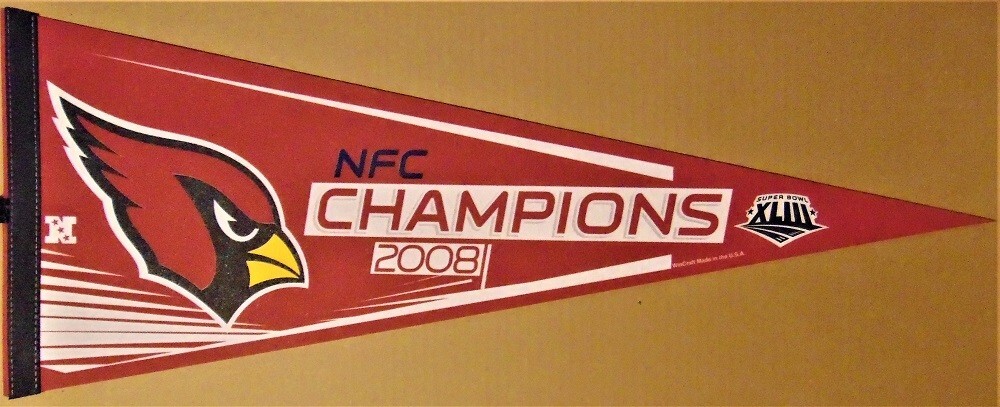 NFC
CHAMPIONS
2008
SUPER BOWL
XLIII
WinCraft Made in the U.S.A.
N